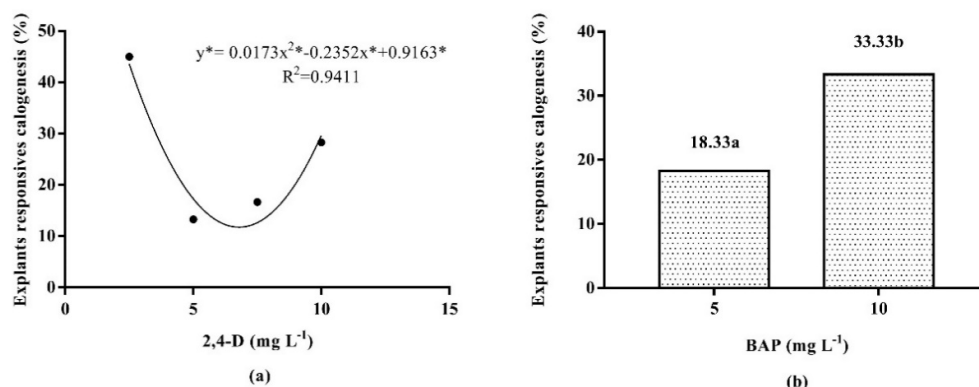 Explants responsives calogenesis (%)
50
40
30
20
10
0
y*= 0.0173x²*-0.2352x*+0.9163*
R²=0.9411
0 5 10 15
2,4-D (mg L⁻¹)
(a)
Explants responsives calogenesis (%)
40
30
20
10
0
18.33a
33.33b
5 10
BAP (mg L⁻¹)
(b)